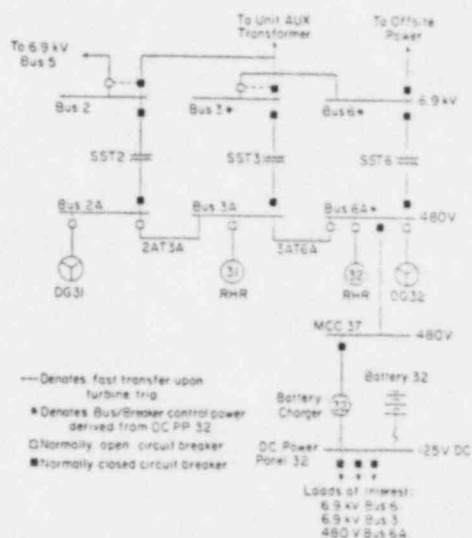 To Unit AUX
Transformer
To Offsite
Power
To 6.9 kV
Bus 5
Bus 2
Bus 3*
Bus 6*
6.9 kV
SST2
SST3
SST6
Bus 2A
Bus 3A
Bus 6A*
480V
2AT3A
3AT6A
DG31
31
RHR
32
RHR
DG32
MCC 37
480V
---Denotes fast transfer upon
turbine trip
* Denotes Bus/Breaker control power
derived from DC PP 32
Normally open circuit breaker
Normally closed circuit breaker
Battery
Charger
32
Battery 32
DC Power
Panel 32
125V DC
Loads of Interest:
6.9 kV Bus 6
6.9 kV Bus 3
480 V Bus 6A